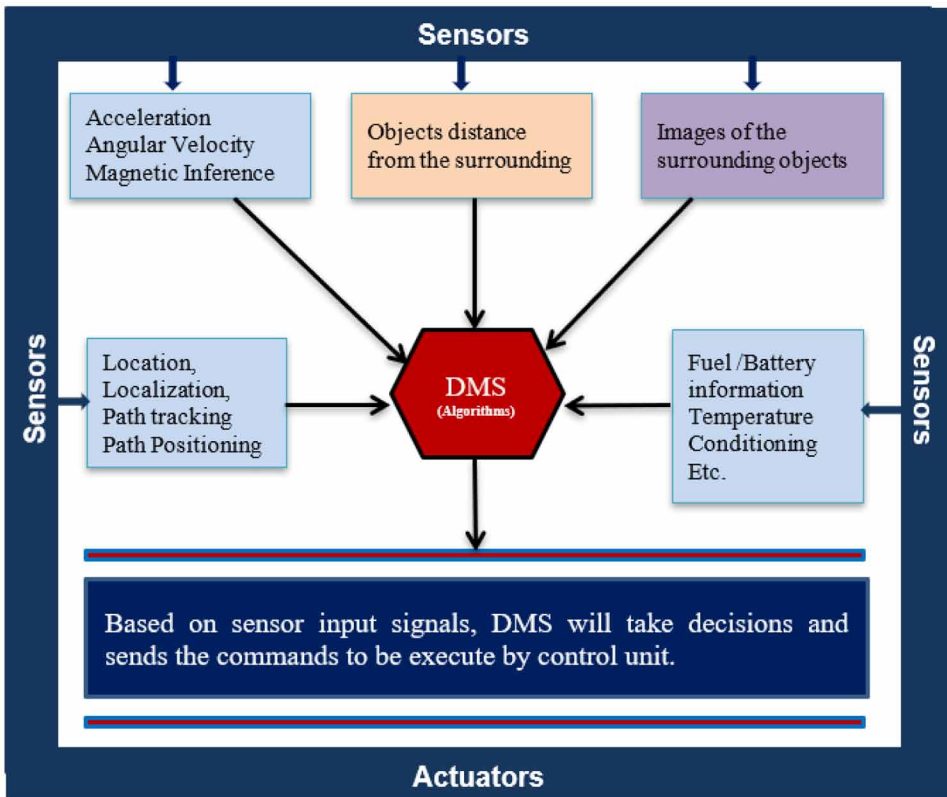 Sensors
Acceleration
Angular Velocity
Magnetic Inference
Objects distance
from the surrounding
Images of the
surrounding objects
Sensors
Location,
Localization,
Path tracking
Path Positioning
DMS
(Algorithms)
Fuel /Battery
information
Temperature
Conditioning
Etc.
Sensors
Based on sensor input signals, DMS will take decisions and
sends the commands to be execute by control unit.
Actuators